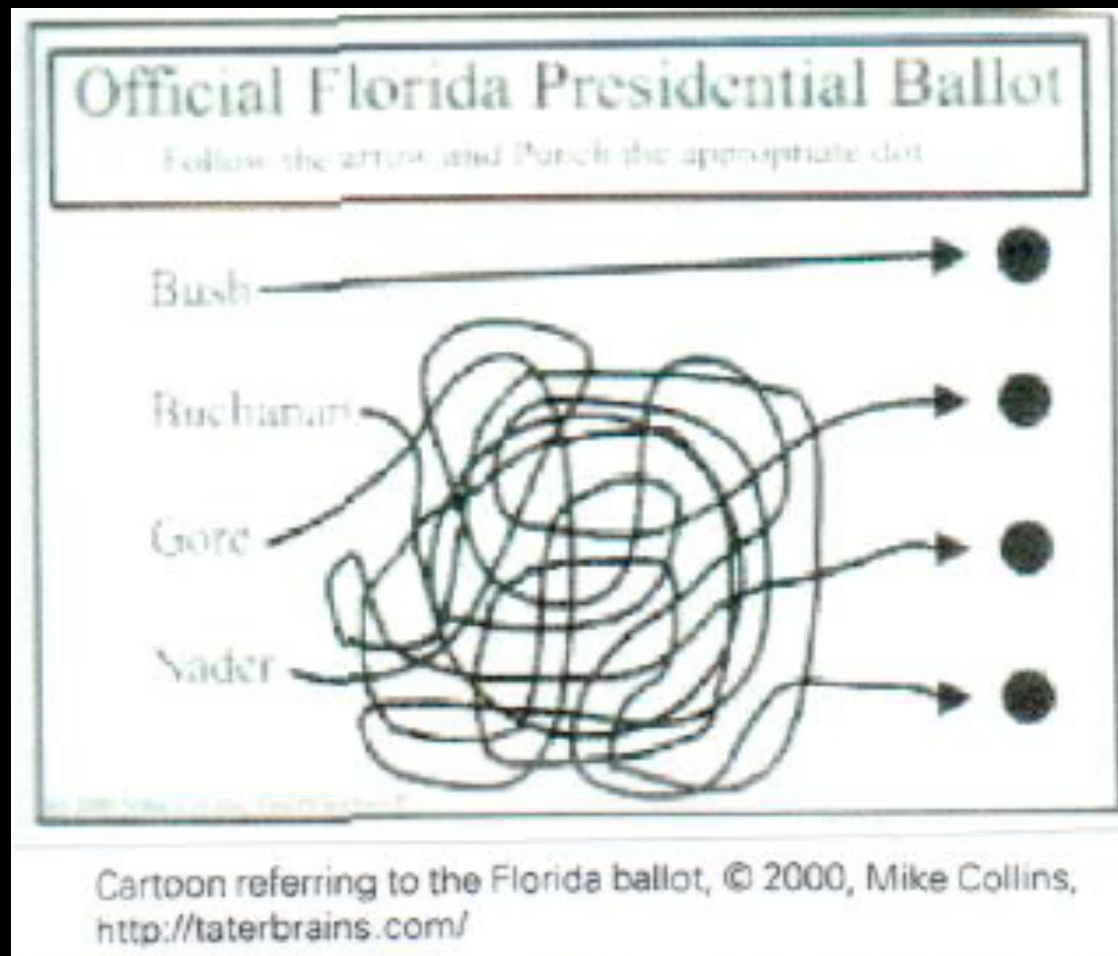 Official Florida Presidential Ballot
Follow the arrow and Punch the appropriate dot
Bush
Buchanan
Gore
Nader
Cartoon referring to the Florida ballot, © 2000, Mike Collins,
http://taterbrains.com/